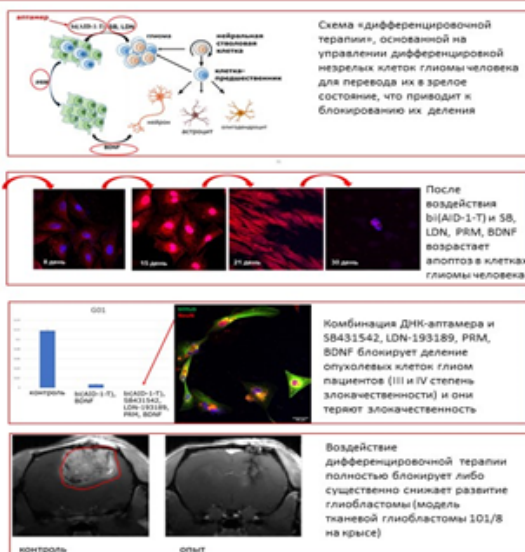 аптамер
bi(AID-1-T)
SB, LDN
глиома
нейральная
стволовая
клетка
клетка-
предшественник
нейрон
астроцит
олигодендроцит
BDNF
Схема «дифференцировочной
терапии», основанной на
управлении дифференцировкой
незрелых клеток глиомы человека
для перевода их в зрелое
состояние, что приводит к
блокированию их деления
8 день
15 день
21 день
30 день
После
воздействия
bi(AID-1-T) и SB,
LDN, PRM, BDNF
возрастает
апоптоз в клетках
глиомы человека
G01
контроль
bi(AID-1-T),
BDNF
bi(AID-1-T),
SB431542,
LDN-193189,
PRM, BDNF
Комбинация ДНК-аптамера и
SB431542, LDN-193189, PRM,
BDNF блокирует деление
опухолевых клеток глиом
пациентов (III и IV степень
злокачественности) и они
теряют злокачественность
контроль
опыт
Воздействие
дифференцировочной терапии
полностью блокирует либо
существенно снижает развитие
глиобластомы (модель
тканевой глиобластомы 101/8
на крысе)